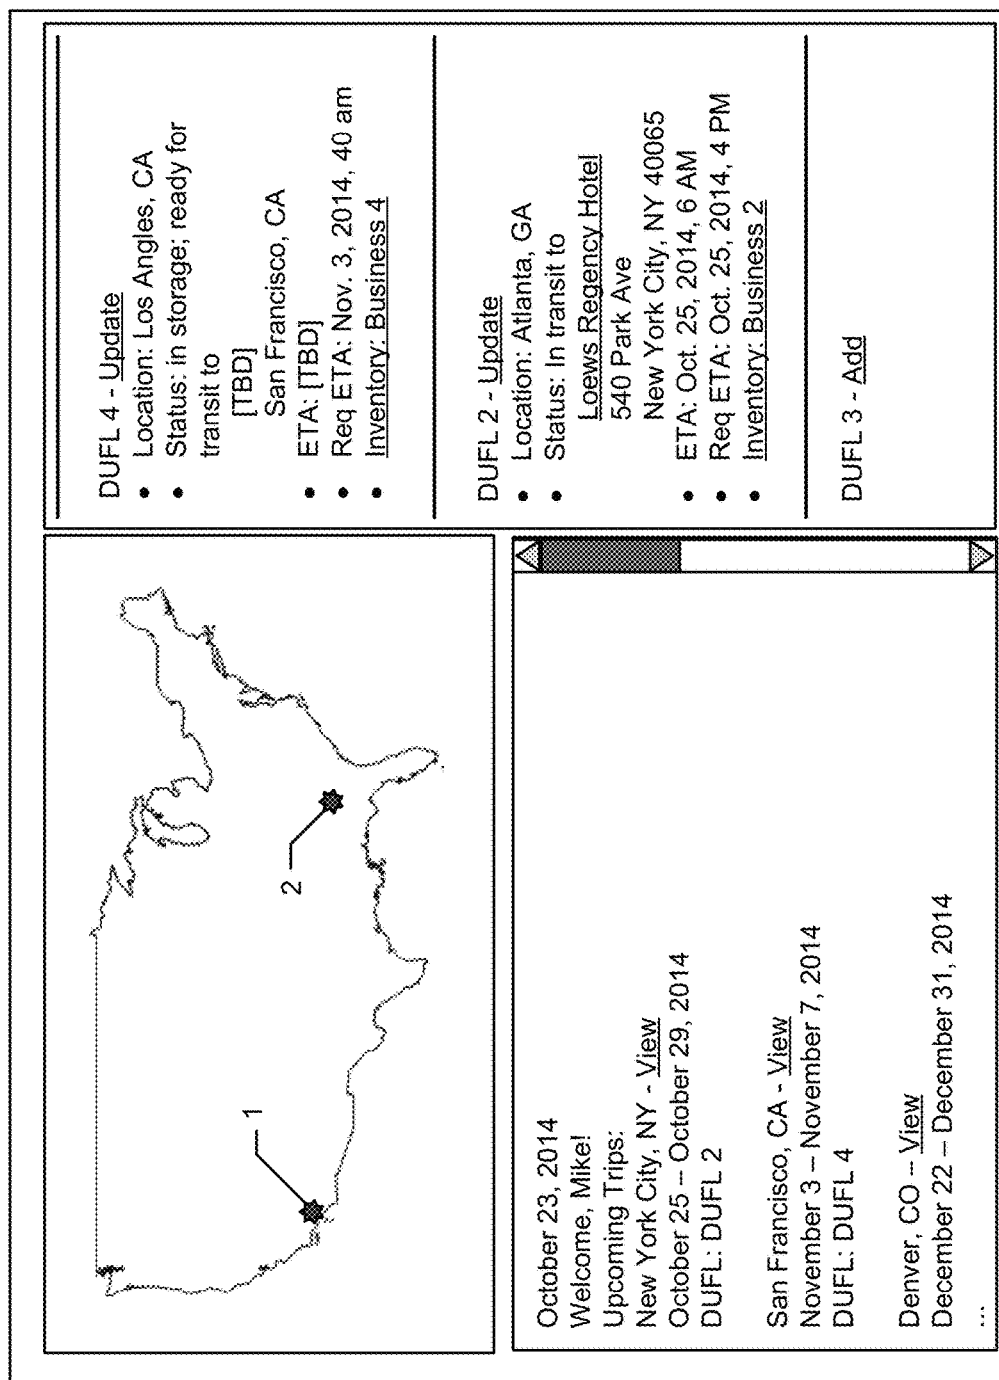 1
2
October 23, 2014
Welcome, Mike!
Upcoming Trips:
New York City, NY - View
October 25 – October 29, 2014
DUFL: DUFL 2
San Francisco, CA - View
November 3 – November 7, 2014
DUFL: DUFL 4
Denver, CO – View
December 22 – December 31, 2014
...
DUFL 4 - Update
• Location: Los Angles, CA
• Status: in storage; ready for
transit to
[TBD]
San Francisco, CA
• ETA: [TBD]
• Req ETA: Nov. 3, 2014, 40 am
• Inventory: Business 4
DUFL 2 - Update
• Location: Atlanta, GA
• Status: In transit to
Loews Regency Hotel
540 Park Ave
New York City, NY 40065
• ETA: Oct. 25, 2014, 6 AM
• Req ETA: Oct. 25, 2014, 4 PM
• Inventory: Business 2
DUFL 3 - Add